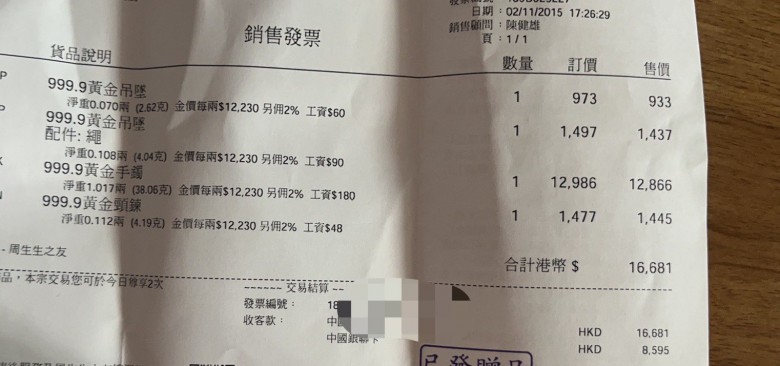 日期：02/11/2015 17:26:29
銷售顧問：陳健雄
頁：1/1
銷售發票
貨品說明 數量 訂價 售價
P 999.9黃金吊墜 1 973 933
淨重0.070兩 (2.62克) 金價每兩$12,230 另佣2% 工資$60
P 999.9黃金吊墜 1 1,497 1,437
配件: 繩
淨重0.108兩 (4.04克) 金價每兩$12,230 另佣2% 工資$90
K 999.9黃金手鐲 1 12,986 12,866
淨重1.017兩 (38.06克) 金價每兩$12,230 另佣2% 工資$180
N 999.9黃金頸鍊 1 1,477 1,445
淨重0.112兩 (4.19克) 金價每兩$12,230 另佣2% 工資$48
- 周生生之友
合計港幣 $ 16,681
品，本宗交易您可於今日尊享2次
------ 交易結算 --
發票編號： 18
收客款： 中
HKD 16,681
中國銀聯卡 HKD 8,595